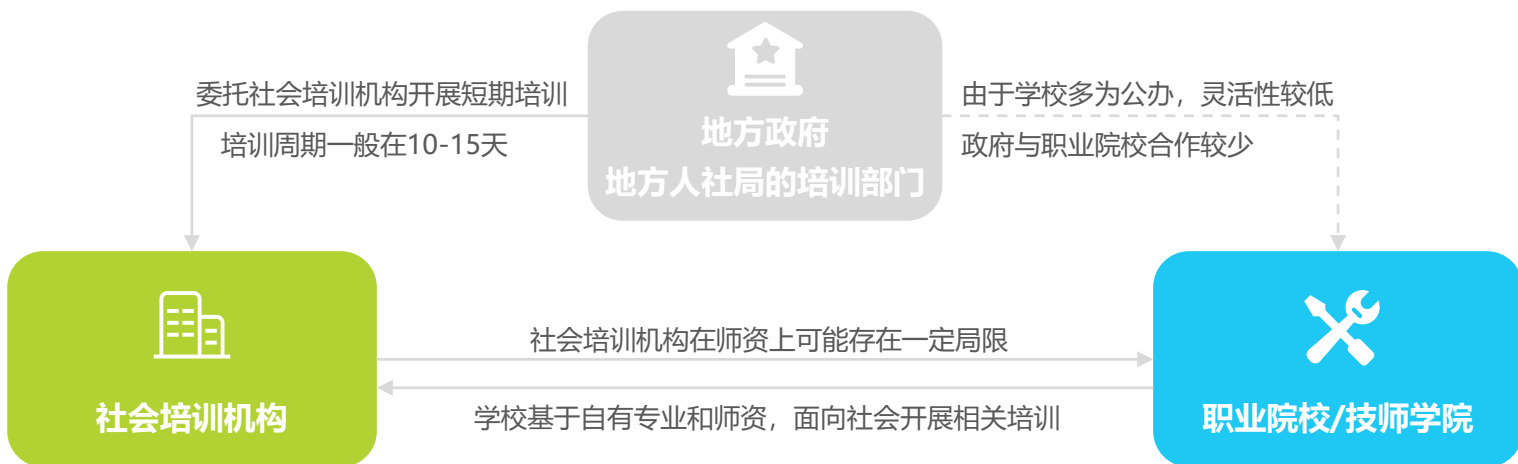 委托社会培训机构开展短期培训
培训周期一般在10-15天
地方政府
地方人社局的培训部门
由于学校多为公办，灵活性较低
政府与职业院校合作较少
社会培训机构
社会培训机构在师资上可能存在一定局限
学校基于自有专业和师资，面向社会开展相关培训
职业院校/技师学院